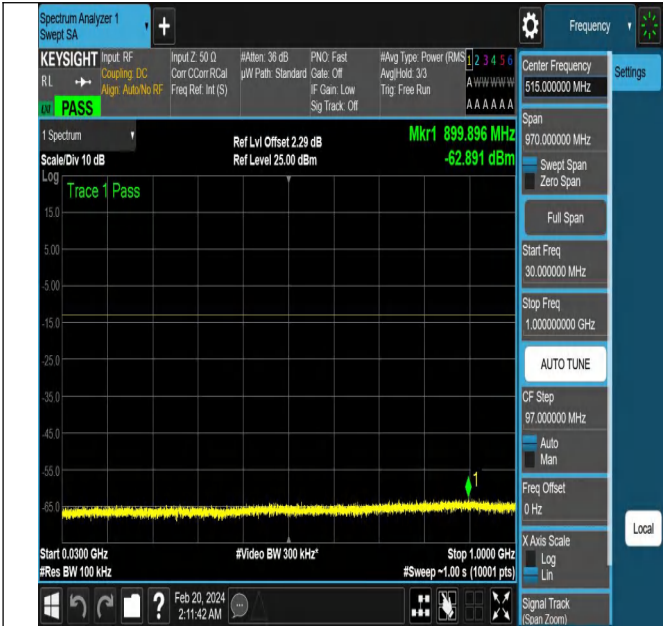 Spectrum Analyzer 1
Swept SA
+
Frequency
KEYSIGHT
RL
Input: RF
Coupling: DC
Align: Auto/No RF
Input Z: 50 Ω
Corr CCorr RCal
Freq Ref: Int (S)
#Atten: 36 dB
µW Path: Standard
PNO: Fast
Gate: Off
IF Gain: Low
Sig Track: Off
#Avg Type: Power (RMS
Avg|Hold: 3/3
Trig: Free Run
1 2 3 4 5 6
A W W W W W
A A A A A A
LXI
PASS
1 Spectrum
Scale/Div 10 dB
Ref Lvl Offset 2.29 dB
Ref Level 25.00 dBm
Mkr1 899.896 MHz
-62.891 dBm
Log
Trace 1 Pass
15.0
5.00
-5.00
-15.0
-25.0
-35.0
-45.0
-55.0
-65.0
1
Start 0.0300 GHz
#Res BW 100 kHz
#Video BW 300 kHz*
Stop 1.0000 GHz
#Sweep ~1.00 s (10001 pts)
Center Frequency
515.000000 MHz
Settings
Span
970.000000 MHz
Swept Span
Zero Span
Full Span
Start Freq
30.000000 MHz
Stop Freq
1.000000000 GHz
AUTO TUNE
CF Step
97.000000 MHz
Auto
Man
Freq Offset
0 Hz
X Axis Scale
Log
Lin
Local
Signal Track
(Span Zoom)
?
Feb 20, 2024
2:11:42 AM